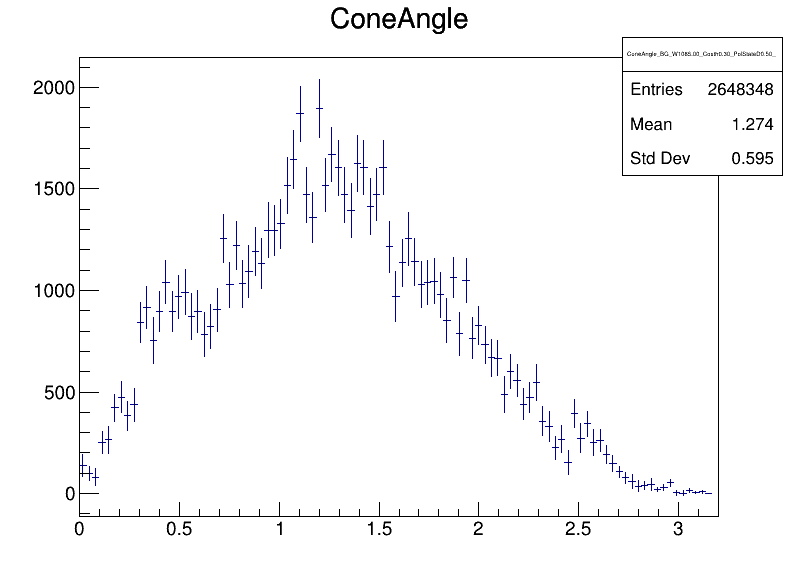 ConeAngle
ConeAngle_BG_W1085.00_Costh0.30_PolStateD0.50_
Entries 2648348
Mean 1.274
Std Dev 0.595
2000
1500
1000
500
0
0 0.5 1 1.5 2 2.5 3